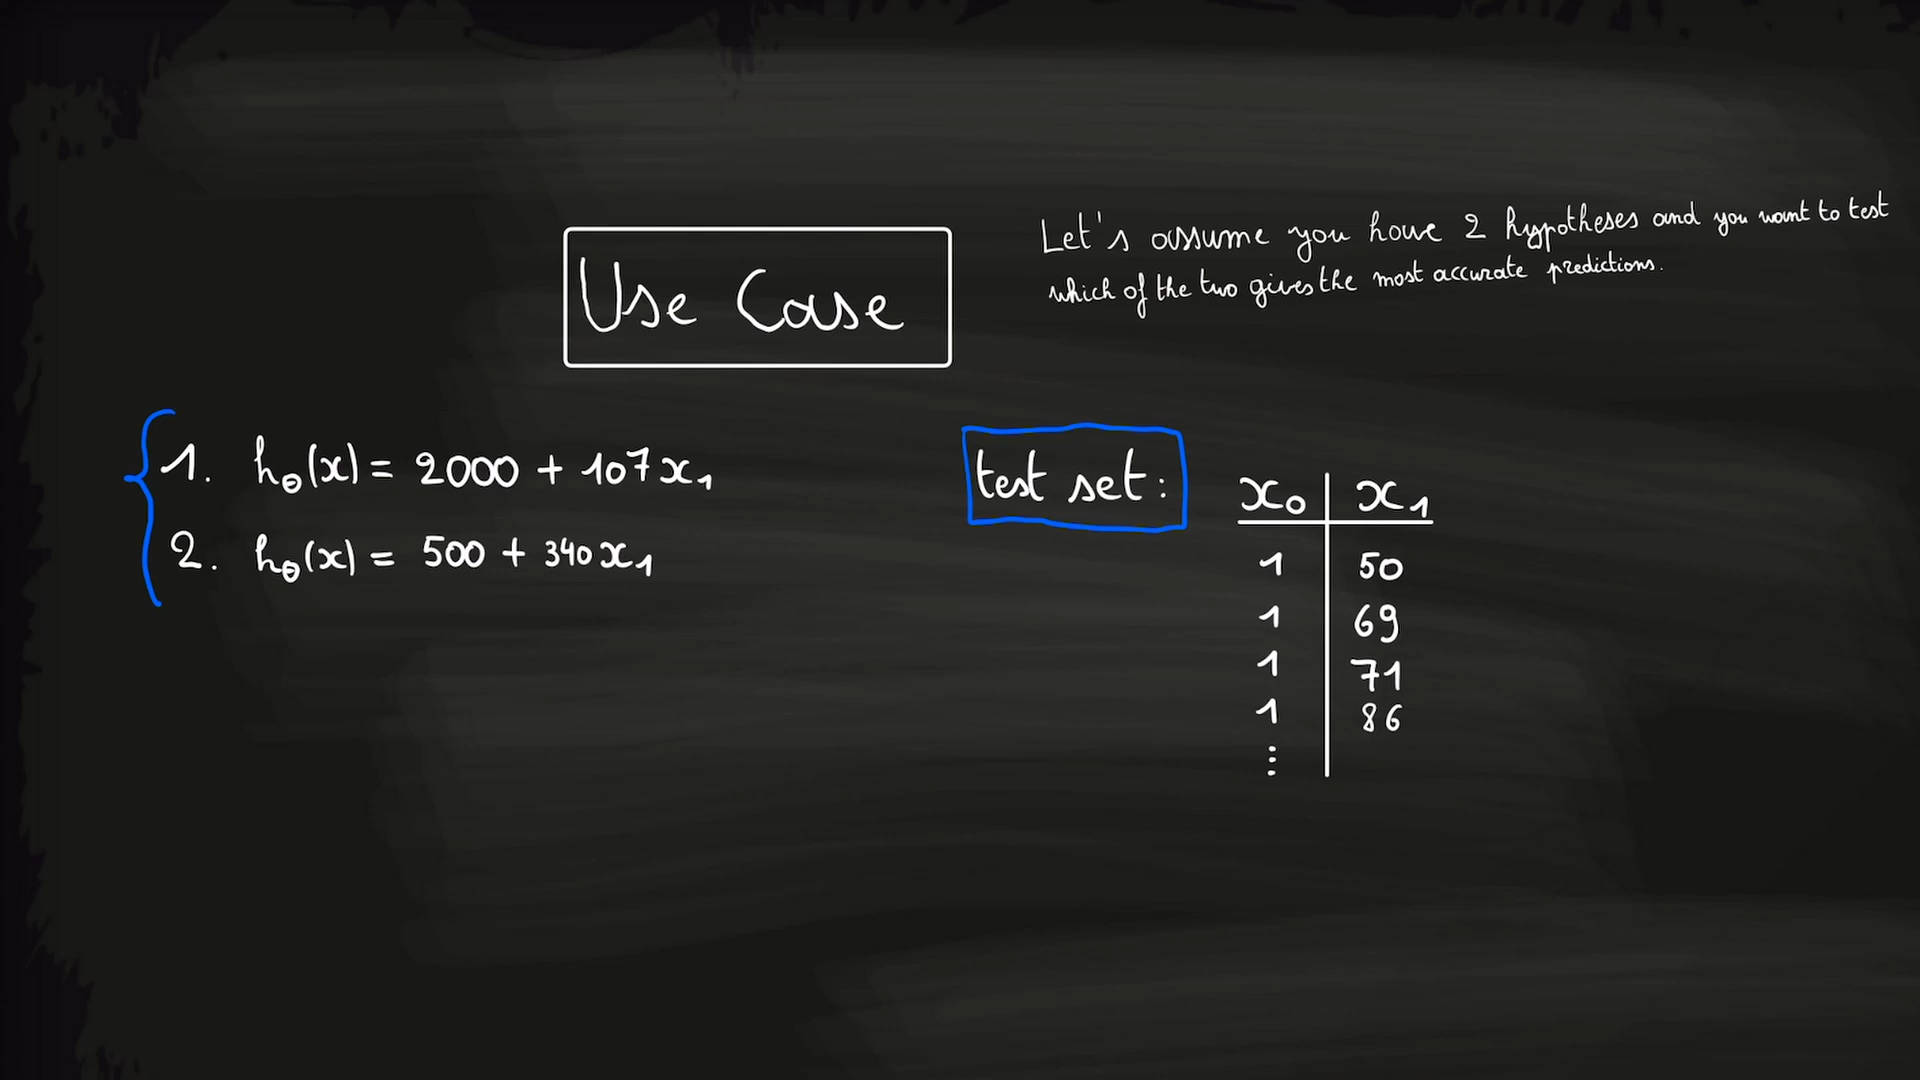 Use Case
Let's assume you have 2 hypotheses and you want to test
which of the two gives the most accurate predictions.
1. hθ(x) = 2000 + 107x₁
2. hθ(x) = 500 + 340x₁
test set:
x₀ x₁
1 50
1 69
1 71
1 86
⋮